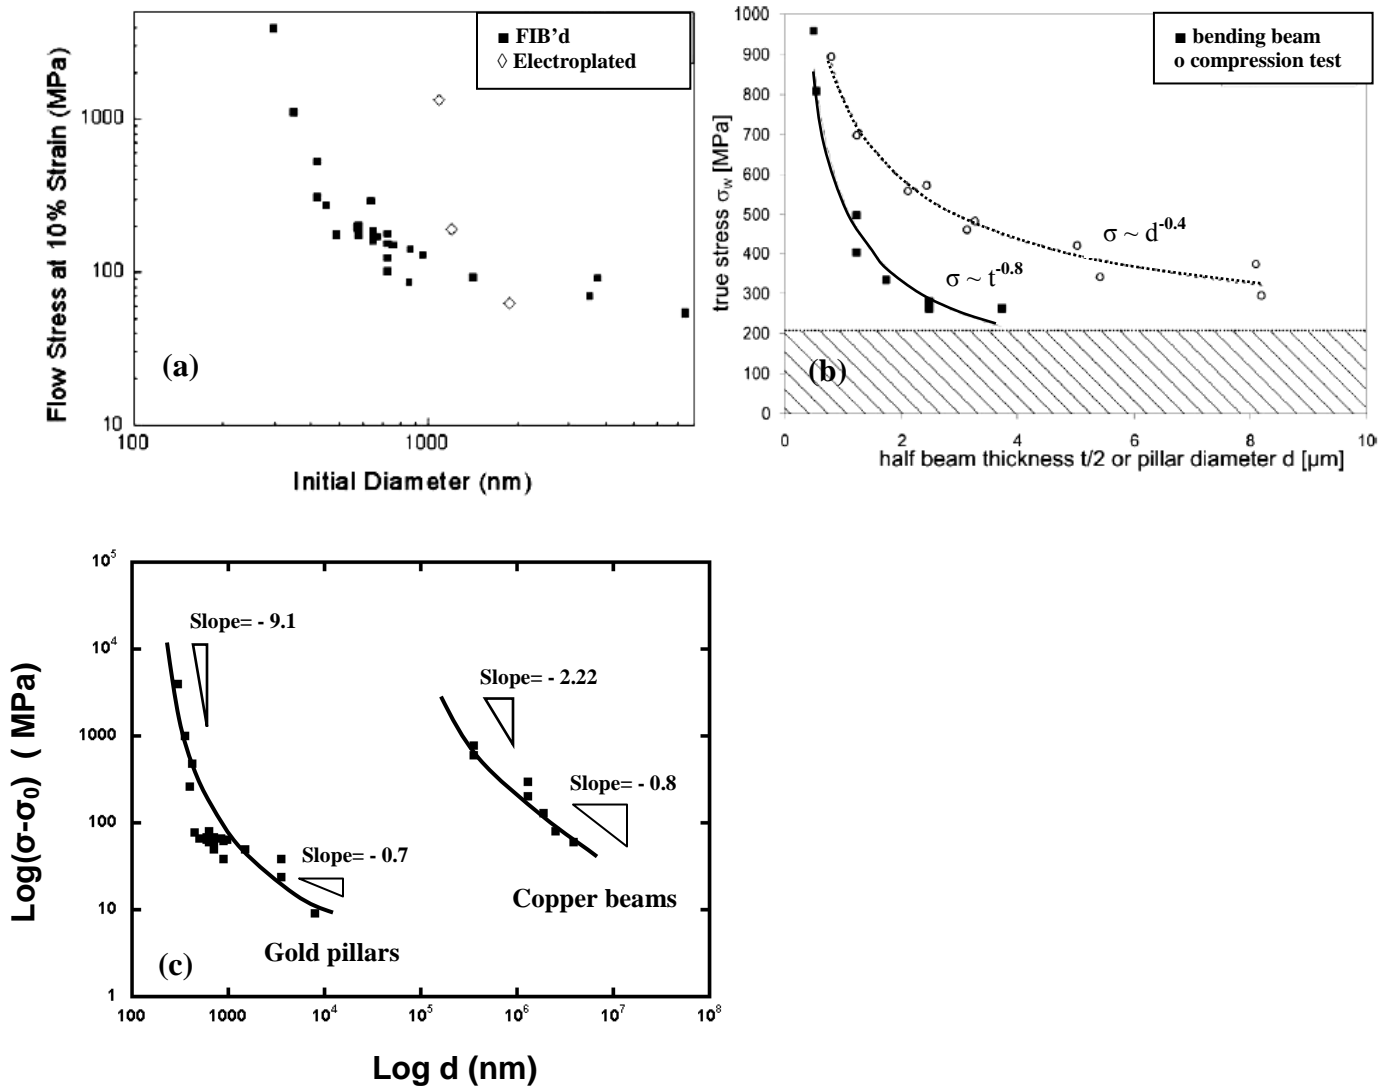 FIB'd
Electroplated
Flow Stress at 10% Strain (MPa)
1000
100
10
(a)
100
1000
Initial Diameter (nm)
bending beam
o compression test
true stress σw [MPa]
1000
900
800
700
600
500
400
300
200
100
0
σ ~ d-0.4
σ ~ t-0.8
(b)
0
2
4
6
8
10
half beam thickness t/2 or pillar diameter d [µm]
Log(σ-σ0) ( MPa)
10⁵
10⁴
1000
100
10
1
Slope= - 9.1
Slope= - 2.22
Slope= - 0.8
Slope= - 0.7
Copper beams
Gold pillars
(c)
100
1000
10⁴
10⁵
10⁶
10⁷
10⁸
Log d (nm)